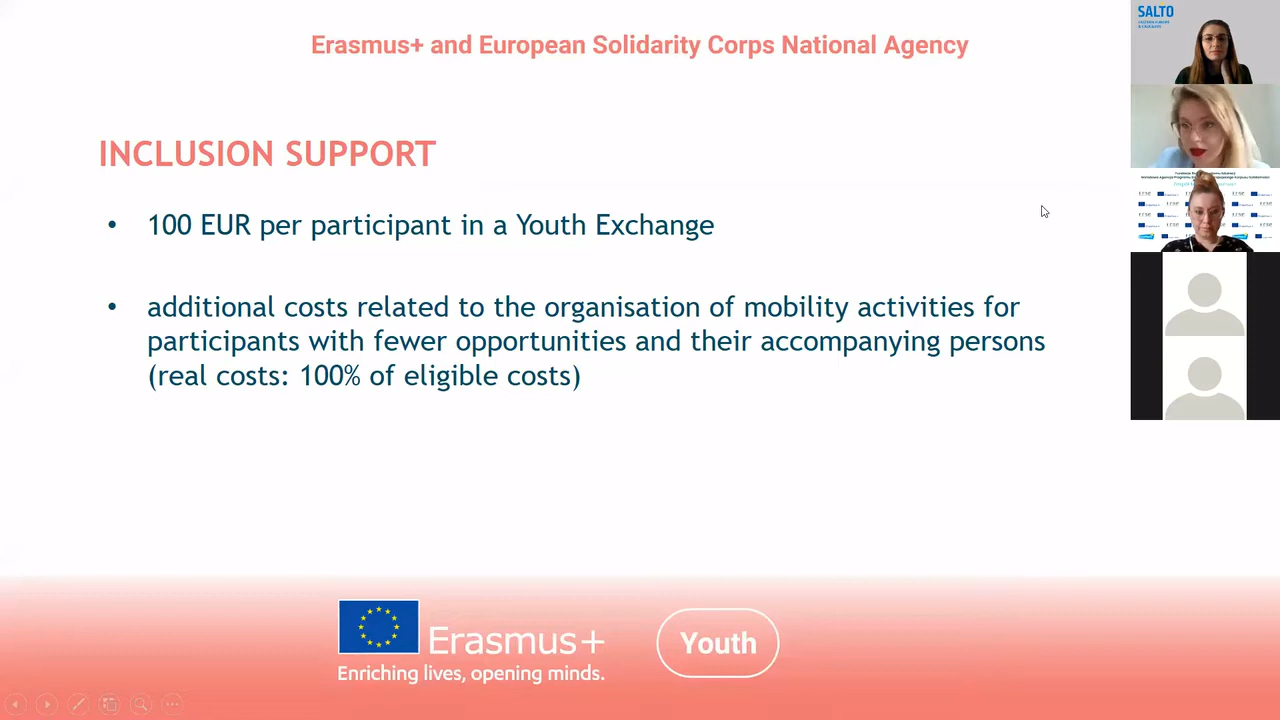 Erasmus+ and European Solidarity Corps National Agency
SALTO
INCLUSION SUPPORT
• 100 EUR per participant in a Youth Exchange
• additional costs related to the organisation of mobility activities for
participants with fewer opportunities and their accompanying persons
(real costs: 100% of eligible costs)
Erasmus+
Enriching lives, opening minds.
Youth